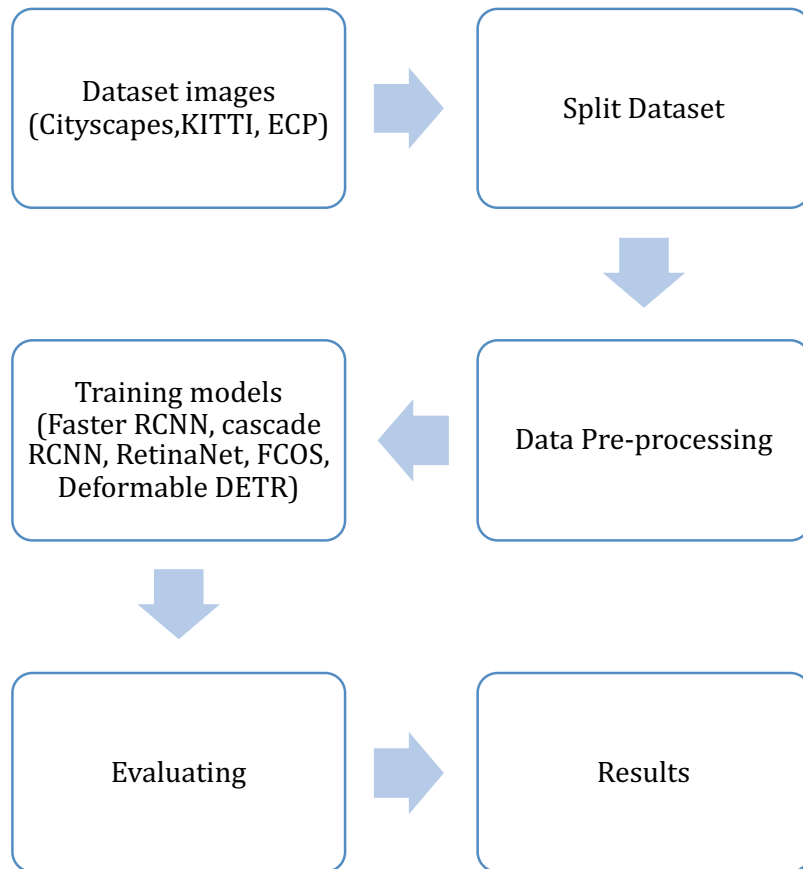 Dataset images
(Cityscapes,KITTI, ECP)
Split Dataset
Data Pre-processing
Training models
(Faster RCNN, cascade
RCNN, RetinaNet, FCOS,
Deformable DETR)
Evaluating
Results